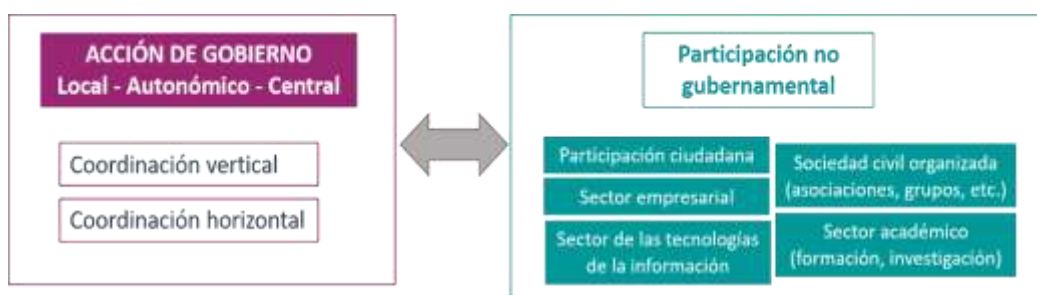 ACCIÓN DE GOBIERNO
Local - Autonómico - Central
Coordinación vertical
Coordinación horizontal
Participación no
gubernamental
Participación ciudadana
Sector empresarial
Sector de las tecnologías
de la información
Sociedad civil organizada
(asociaciones, grupos, etc.)
Sector académico
(formación, investigación)